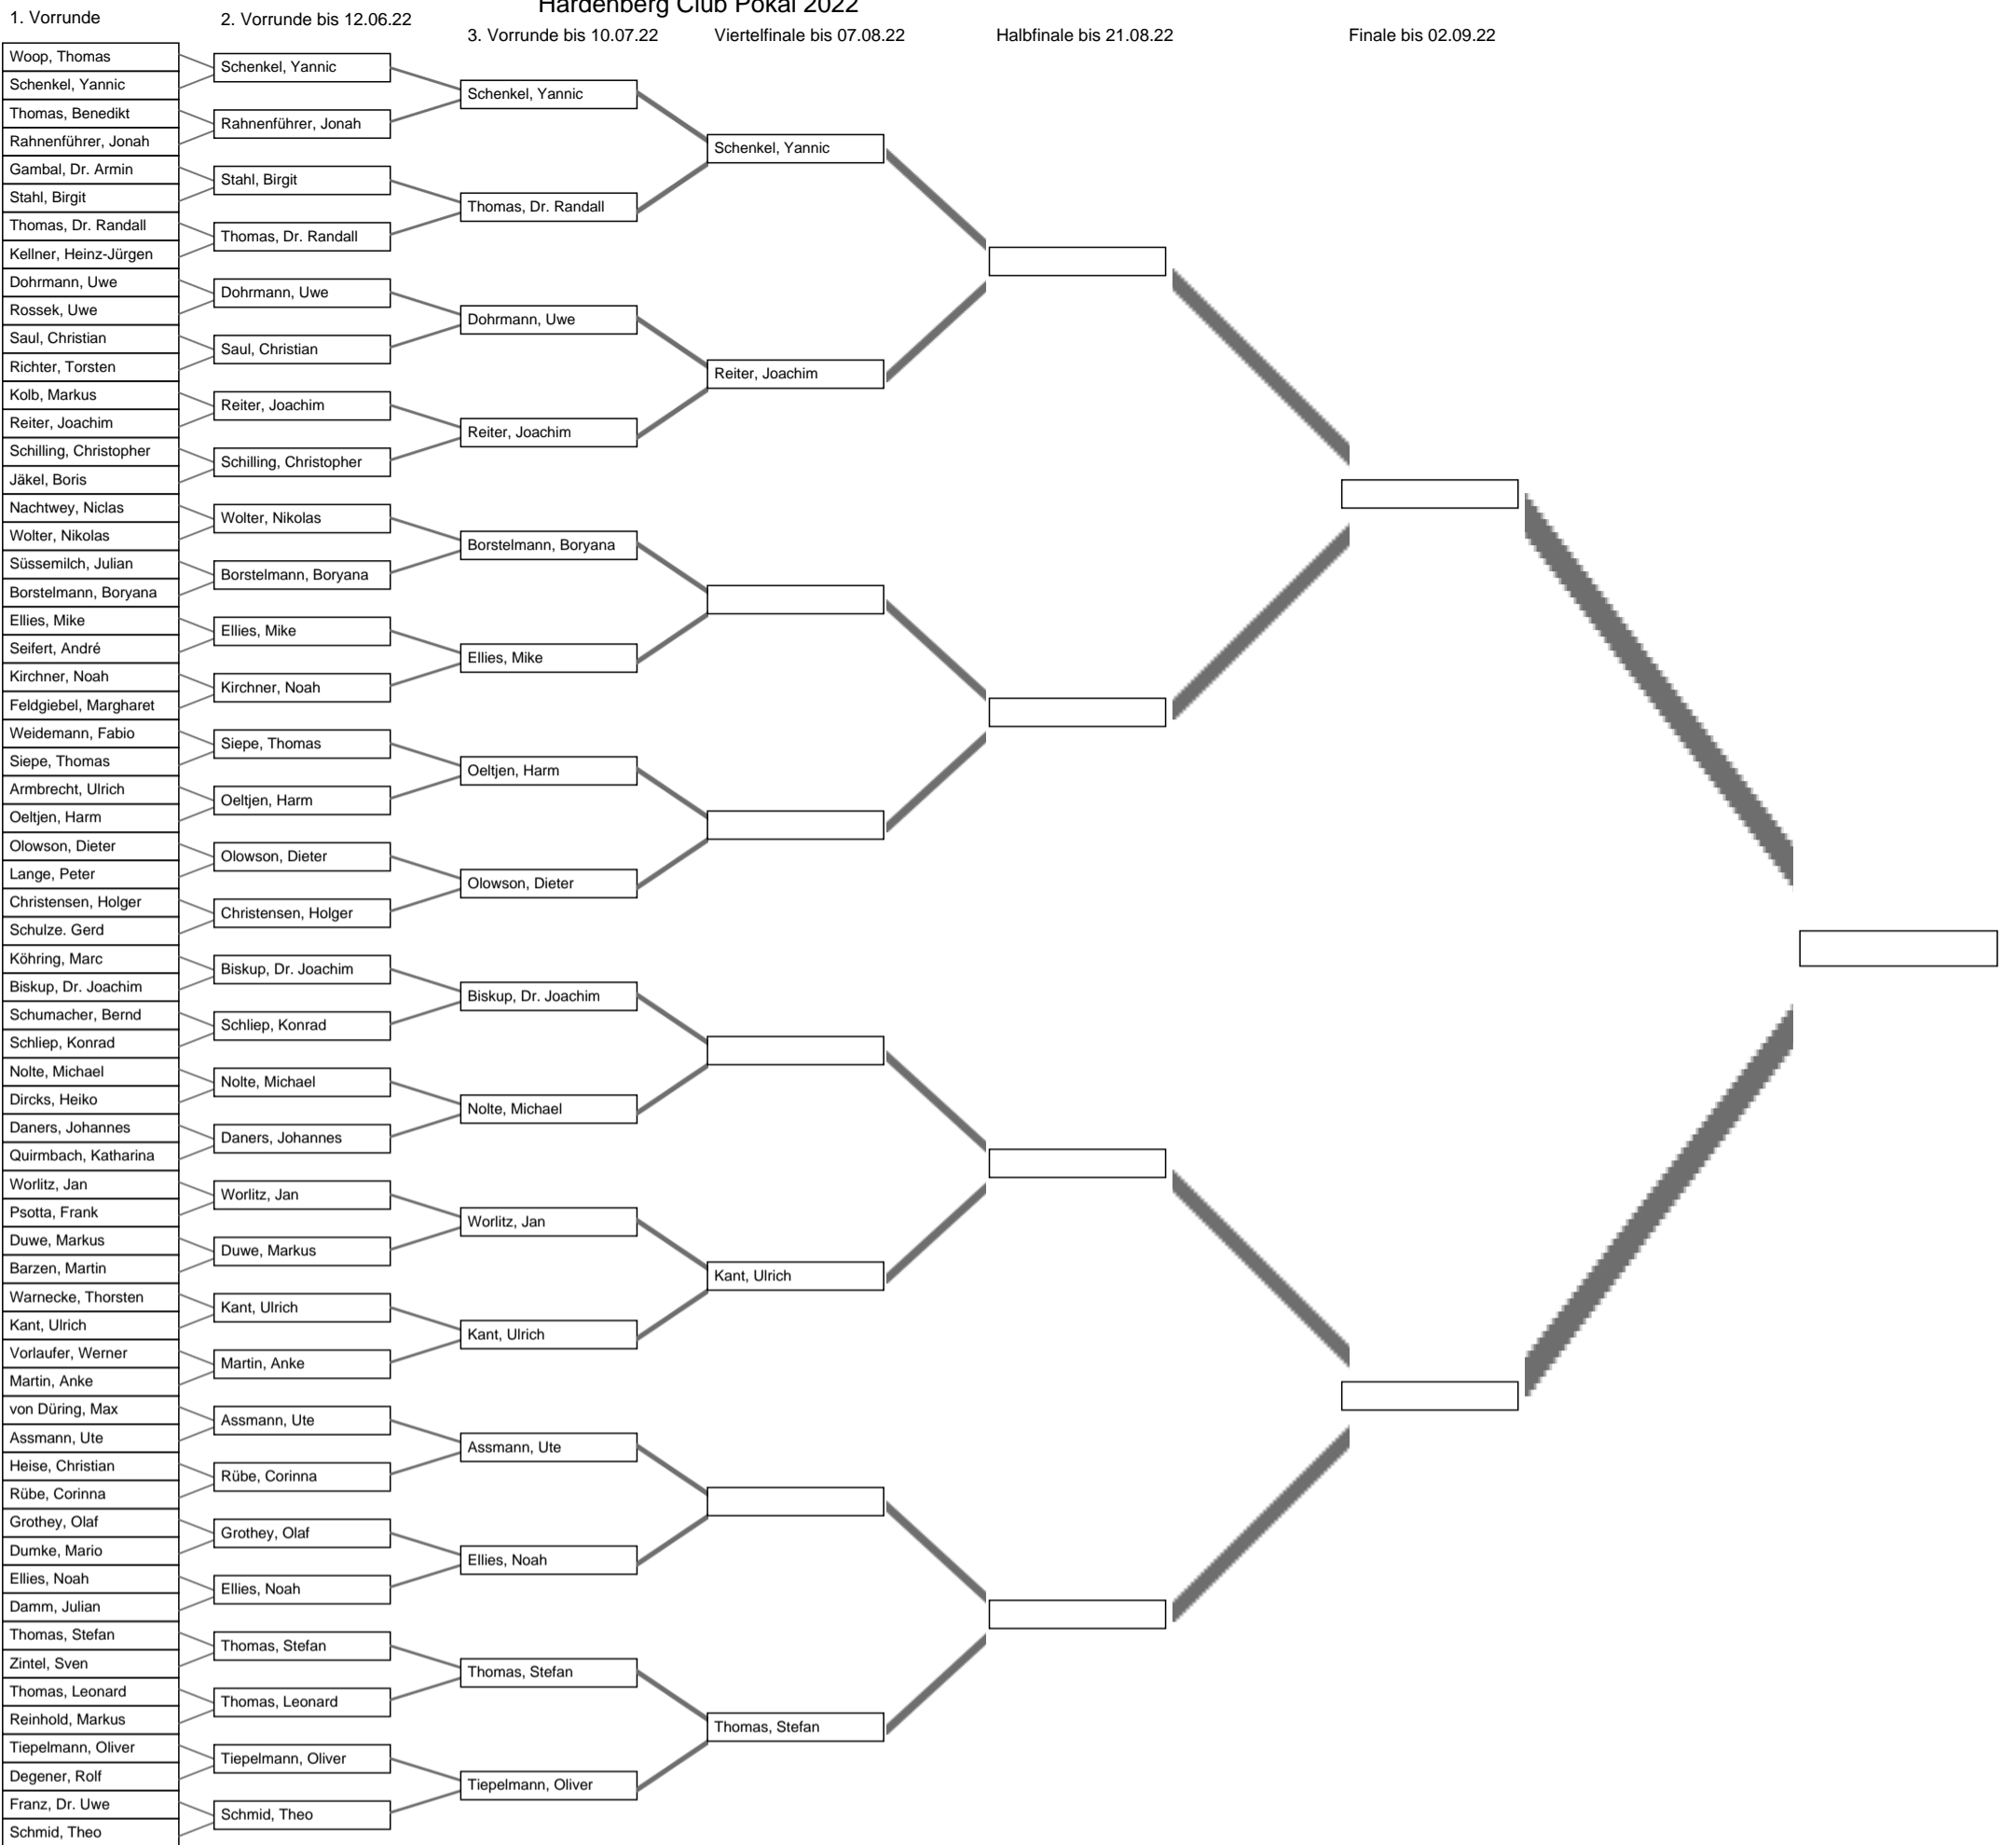 Hardenberg Club Pokal 2022
1. Vorrunde
2. Vorrunde bis 12.06.22
3. Vorrunde bis 10.07.22
Viertelfinale bis 07.08.22
Halbfinale bis 21.08.22
Finale bis 02.09.22
Woop, Thomas
Schenkel, Yannic
Thomas, Benedikt
Rahnenführer, Jonah
Gambal, Dr. Armin
Stahl, Birgit
Thomas, Dr. Randall
Kellner, Heinz-Jürgen
Dohrmann, Uwe
Rossek, Uwe
Saul, Christian
Richter, Torsten
Kolb, Markus
Reiter, Joachim
Schilling, Christopher
Jäkel, Boris
Nachtwey, Niclas
Wolter, Nikolas
Süssemilch, Julian
Borstelmann, Boryana
Ellies, Mike
Seifert, André
Kirchner, Noah
Feldgiebel, Margharet
Weidemann, Fabio
Siepe, Thomas
Armbrecht, Ulrich
Oeltjen, Harm
Olowson, Dieter
Lange, Peter
Christensen, Holger
Schulze. Gerd
Köhring, Marc
Biskup, Dr. Joachim
Schumacher, Bernd
Schliep, Konrad
Nolte, Michael
Dircks, Heiko
Daners, Johannes
Quirmbach, Katharina
Worlitz, Jan
Psotta, Frank
Duwe, Markus
Barzen, Martin
Warnecke, Thorsten
Kant, Ulrich
Vorlaufer, Werner
Martin, Anke
von Düring, Max
Assmann, Ute
Heise, Christian
Rübe, Corinna
Grothey, Olaf
Dumke, Mario
Ellies, Noah
Damm, Julian
Thomas, Stefan
Zintel, Sven
Thomas, Leonard
Reinhold, Markus
Tiepelmann, Oliver
Degener, Rolf
Franz, Dr. Uwe
Schmid, Theo
Schenkel, Yannic
Rahnenführer, Jonah
Stahl, Birgit
Thomas, Dr. Randall
Dohrmann, Uwe
Saul, Christian
Reiter, Joachim
Schilling, Christopher
Wolter, Nikolas
Borstelmann, Boryana
Ellies, Mike
Kirchner, Noah
Siepe, Thomas
Oeltjen, Harm
Olowson, Dieter
Christensen, Holger
Biskup, Dr. Joachim
Schliep, Konrad
Nolte, Michael
Daners, Johannes
Worlitz, Jan
Duwe, Markus
Kant, Ulrich
Martin, Anke
Assmann, Ute
Rübe, Corinna
Grothey, Olaf
Ellies, Noah
Thomas, Stefan
Thomas, Leonard
Tiepelmann, Oliver
Schmid, Theo
Schenkel, Yannic
Thomas, Dr. Randall
Dohrmann, Uwe
Reiter, Joachim
Borstelmann, Boryana
Ellies, Mike
Oeltjen, Harm
Olowson, Dieter
Biskup, Dr. Joachim
Nolte, Michael
Worlitz, Jan
Kant, Ulrich
Assmann, Ute
Ellies, Noah
Thomas, Stefan
Tiepelmann, Oliver
Schenkel, Yannic
Reiter, Joachim
Kant, Ulrich
Thomas, Stefan